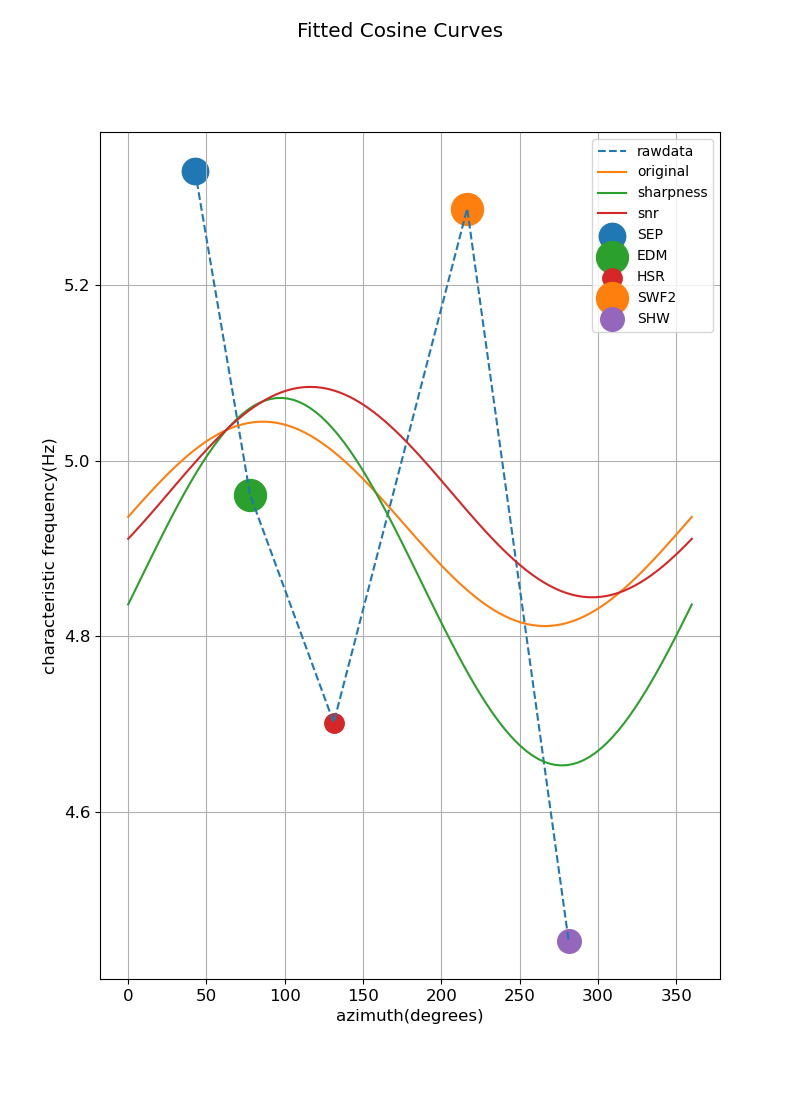 Fitted Cosine Curves
rawdata
original
sharpness
snr
SEP
EDM
HSR
SWF2
SHW
characteristic frequency(Hz)
5.2
5.0
4.8
4.6
0 50 100 150 200 250 300 350
azimuth(degrees)